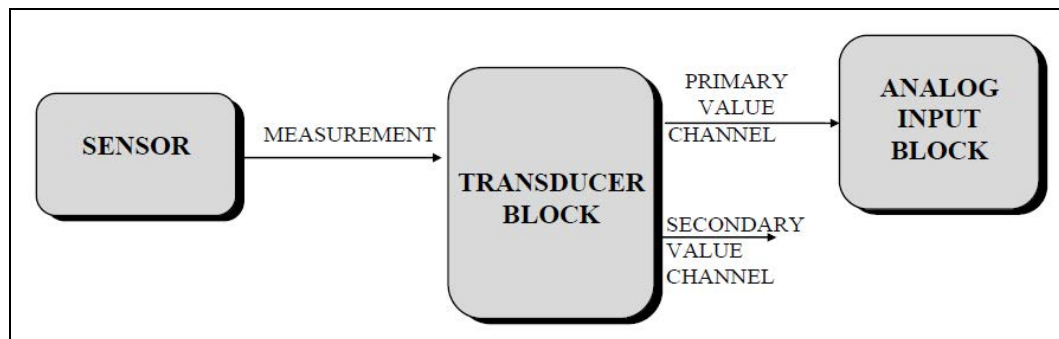 SENSOR
MEASUREMENT
TRANSDUCER
BLOCK
PRIMARY
VALUE
CHANNEL
SECONDARY
VALUE
CHANNEL
ANALOG
INPUT
BLOCK